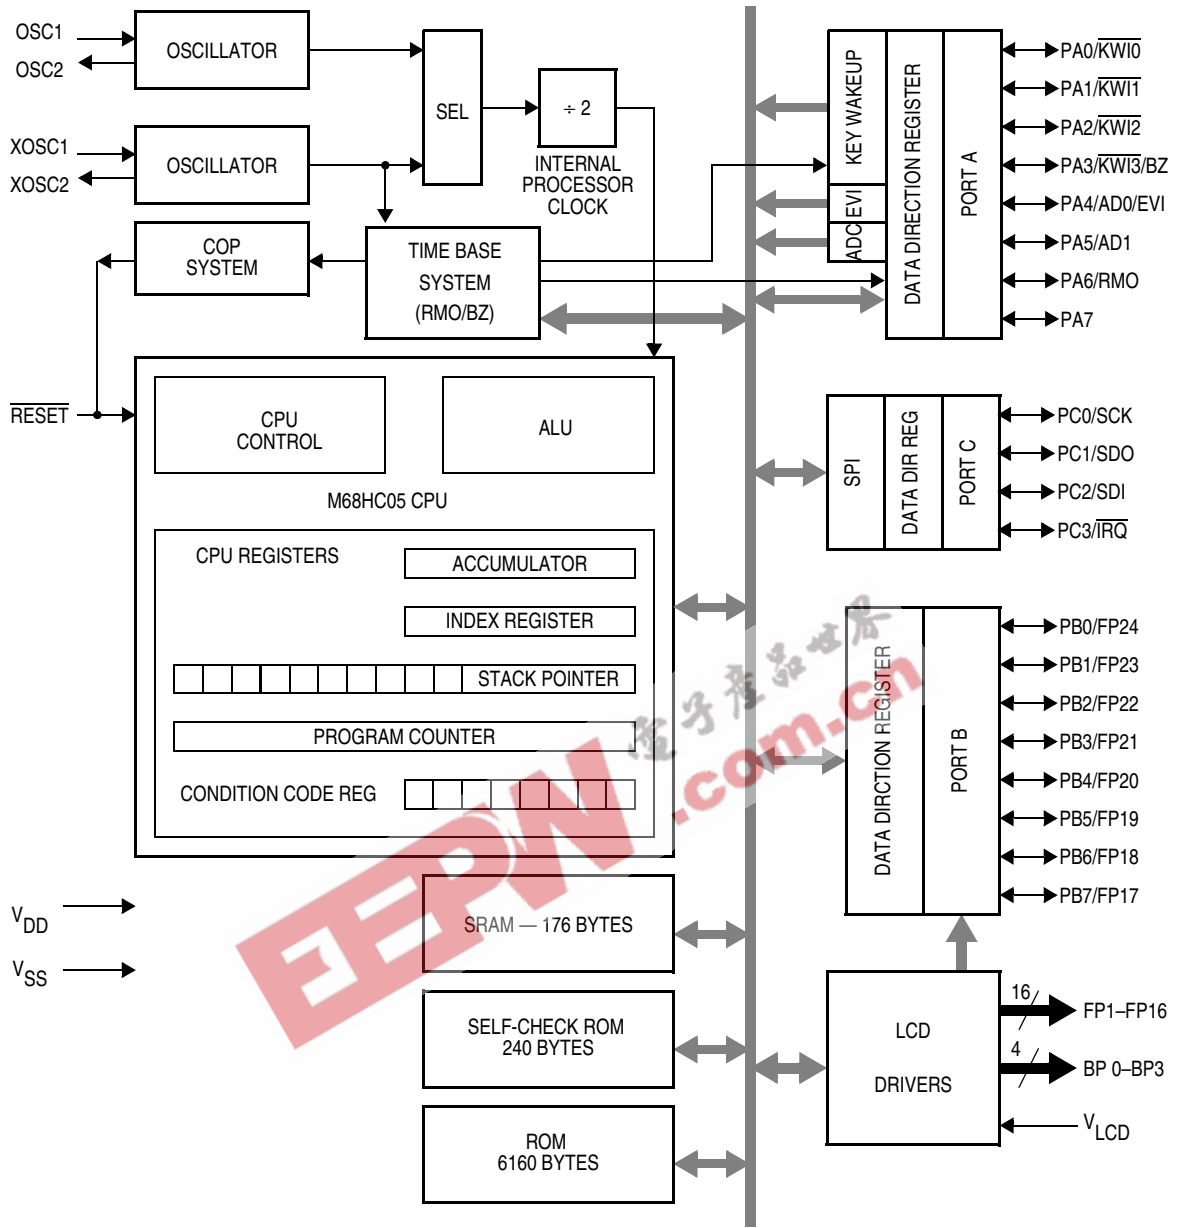 OSC1
OSC2
OSCILLATOR
XOSC1
XOSC2
OSCILLATOR
SEL
÷ 2
INTERNAL
PROCESSOR
CLOCK
COP
SYSTEM
TIME BASE
SYSTEM
(RMO/BZ)
RESET
CPU
CONTROL
ALU
M68HC05 CPU
CPU REGISTERS
ACCUMULATOR
INDEX REGISTER
STACK POINTER
PROGRAM COUNTER
CONDITION CODE REG
VDD
VSS
SRAM — 176 BYTES
SELF-CHECK ROM
240 BYTES
ROM
6160 BYTES
KEY WAKEUP
EVI
ADC
DATA DIRECTION REGISTER
PORT A
PA0/KWI0
PA1/KWI1
PA2/KWI2
PA3/KWI3/BZ
PA4/AD0/EVI
PA5/AD1
PA6/RMO
PA7
SPI
DATA DIR REG
PORT C
PC0/SCK
PC1/SDO
PC2/SDI
PC3/IRQ
DATA DIRCTION REGISTER
PORT B
PB0/FP24
PB1/FP23
PB2/FP22
PB3/FP21
PB4/FP20
PB5/FP19
PB6/FP18
PB7/FP17
LCD
DRIVERS
16
FP1–FP16
4
BP 0–BP3
VLCD
EEPW.com.cn
電子產品世界